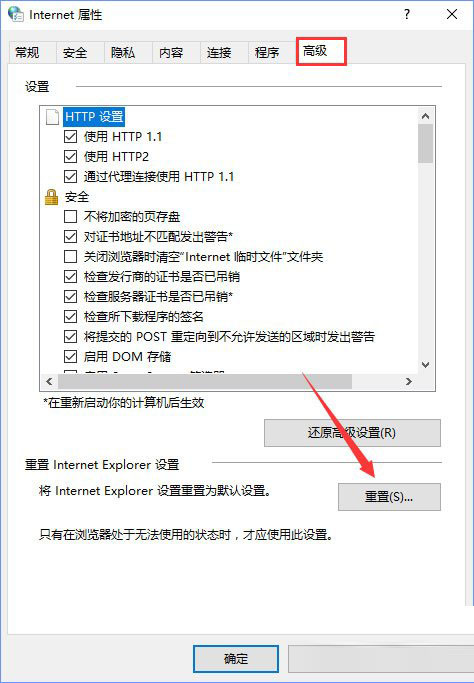 Internet 属性
?
常规 安全 隐私 内容 连接 程序 高级
设置
HTTP 设置
使用 HTTP 1.1
使用 HTTP2
通过代理连接使用 HTTP 1.1
安全
不将加密的页存盘
对证书地址不匹配发出警告*
关闭浏览器时清空"Internet 临时文件"文件夹
检查发行商的证书是否已吊销
检查服务器证书是否已吊销*
检查所下载程序的签名
将提交的 POST 重定向到不允许发送的区域时发出警告
启用 DOM 存储
*在重新启动你的计算机后生效
还原高级设置(R)
重置 Internet Explorer 设置
将 Internet Explorer 设置重置为默认设置。
重置(S)...
只有在浏览器处于无法使用的状态时，才应使用此设置。
确定